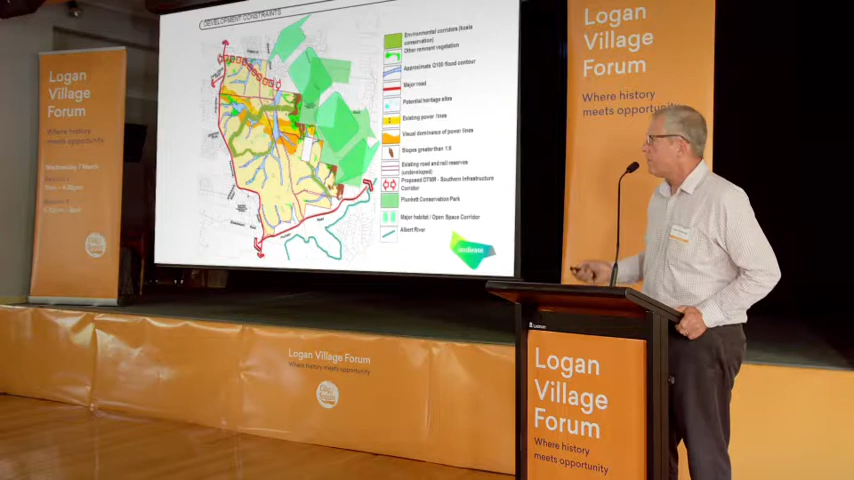 Logan
Village
Forum
Where history
meets opportunity
Wednesday 7 March
DEVELOPMENT CONSTRAINTS
Environmental corridors (koala
conservation)
Other remnant vegetation
Approximate Q100 flood contour
Major road
Potential heritage sites
Existing power lines
Visual dominance of power lines
Slopes greater than 1:5
Existing road and rail reserves
(undeveloped)
Proposed DTMR - Southern Infrastructure
Corridor
Plunkett Conservation Park
Major habitat / Open Space Corridor
Albert River
lendlease
Logan
Village
Forum
Where history
meets opportunity
Logan Village Forum
Where history meets opportunity
Logan
Village
Forum
Where history
meets opportunity